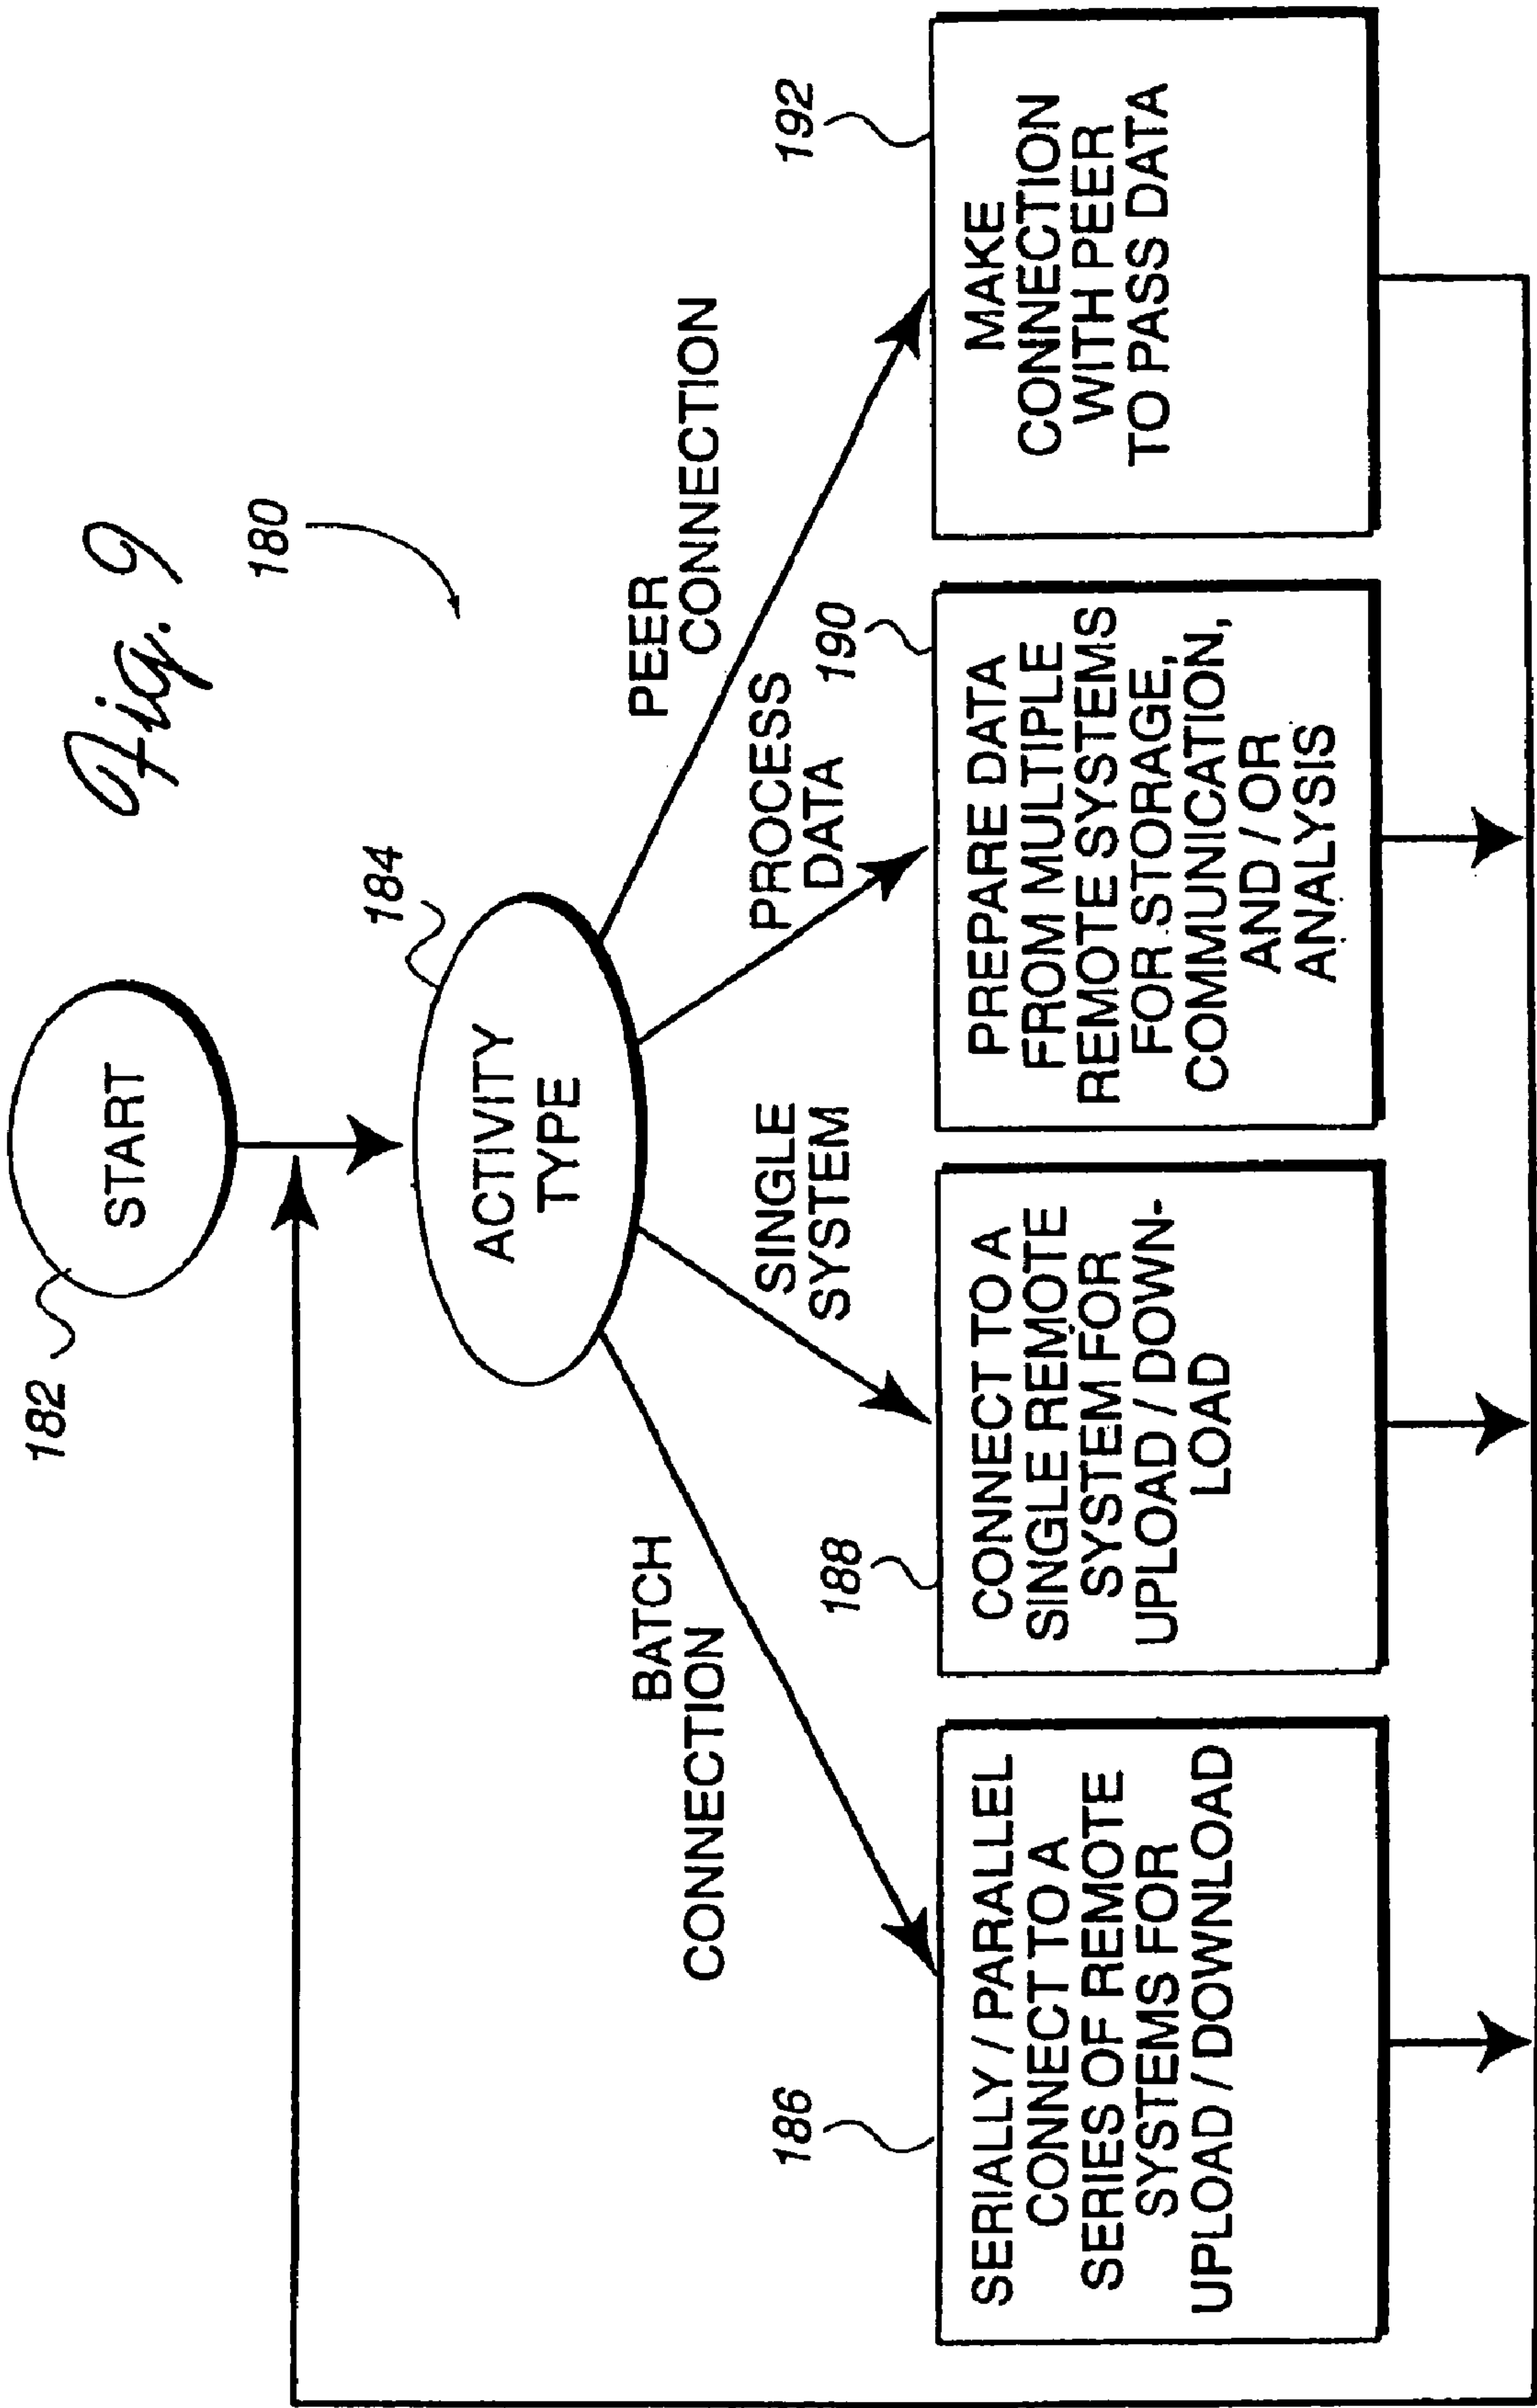 Fig. 9
180
182
START
184
ACTIVITY
TYPE
BATCH
CONNECTION
SINGLE
SYSTEM
PROCESS
DATA
PEER
CONNECTION
186
SERIALLY / PARALLEL
CONNECT TO A
SERIES OF REMOTE
SYSTEMS FOR
UPLOAD / DOWNLOAD
188
CONNECT TO A
SINGLE REMOTE
SYSTEM FOR
UPLOAD / DOWN-
LOAD
190
PREPARE DATA
FROM MULTIPLE
REMOTE SYSTEMS
FOR STORAGE,
COMMUNICATION,
AND / OR
ANALYSIS
192
MAKE
CONNECTION
WITH PEER
TO PASS DATA